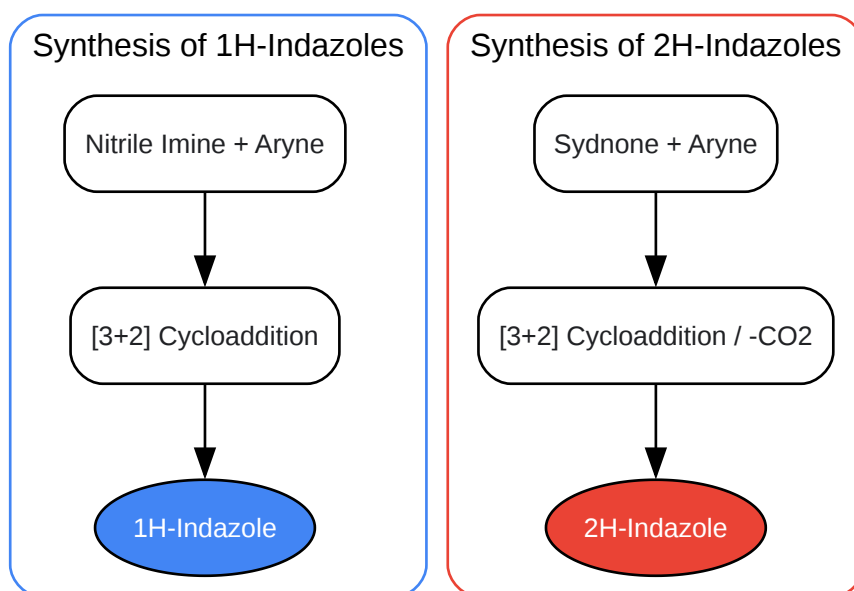 Synthesis of 1H-Indazoles
Nitrile Imine + Aryne
[3+2] Cycloaddition
1H-Indazole
Synthesis of 2H-Indazoles
Sydnone + Aryne
[3+2] Cycloaddition / -CO2
2H-Indazole